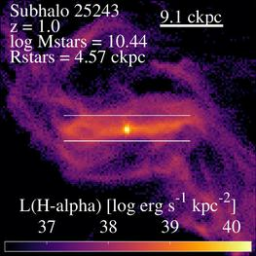 Subhalo 25243
z = 1.0
log Mstars = 10.44
Rstars = 4.57 ckpc
9.1 ckpc
L(H-alpha) [log erg s⁻¹ kpc⁻²]
37 38 39 40